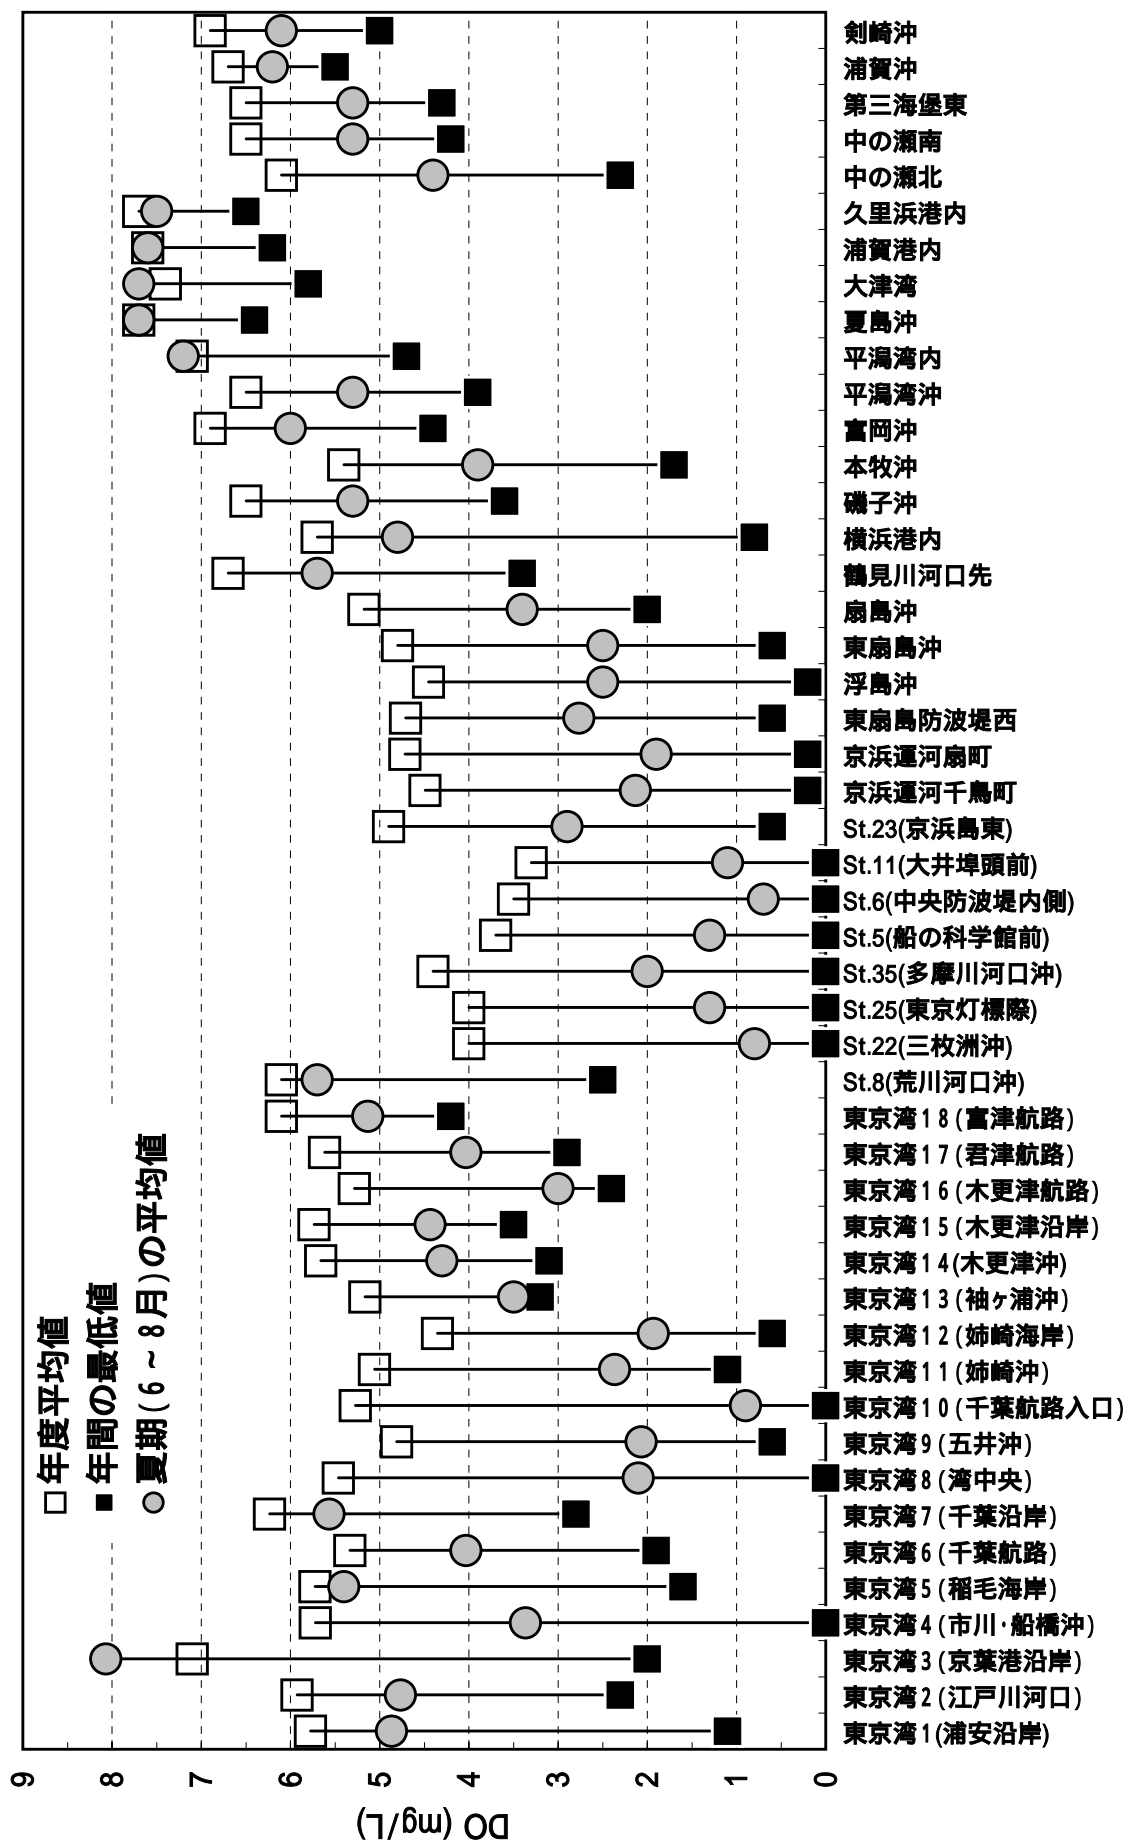 剣崎沖
浦賀沖
第三海堡東
中の瀬南
中の瀬北
久里浜港内
浦賀港内
大津湾
夏島沖
平潟湾内
平潟湾沖
富岡沖
本牧沖
磯子沖
横浜港内
鶴見川河口先
扇島沖
東扇島沖
浮島沖
東扇島防波堤西
京浜運河扇町
京浜運河千鳥町
St.23(京浜島東)
St.11(大井埠頭前)
St.6(中央防波堤内側)
St.5(船の科学館前)
St.35(多摩川河口沖)
St.25(東京灯標際)
St.22(三枚洲沖)
St.8(荒川河口沖)
東京湾18(富津航路)
東京湾17(君津航路)
東京湾16(木更津航路)
東京湾15(木更津沿岸)
東京湾14(木更津沖)
東京湾13(袖ヶ浦沖)
東京湾12(姉崎海岸)
東京湾11(姉崎沖)
東京湾10(千葉航路入口)
東京湾9(五井沖)
東京湾8(湾中央)
東京湾7(千葉沿岸)
東京湾6(千葉航路)
東京湾5(稲毛海岸)
東京湾4(市川・船橋沖)
東京湾3(京葉港沿岸)
東京湾2(江戸川河口)
東京湾1(浦安沿岸)
年度平均値
年間の最低値
夏期(6~8月)の平均値
9 8 7 6 5 4 3 2 1 0
DO (mg/L)